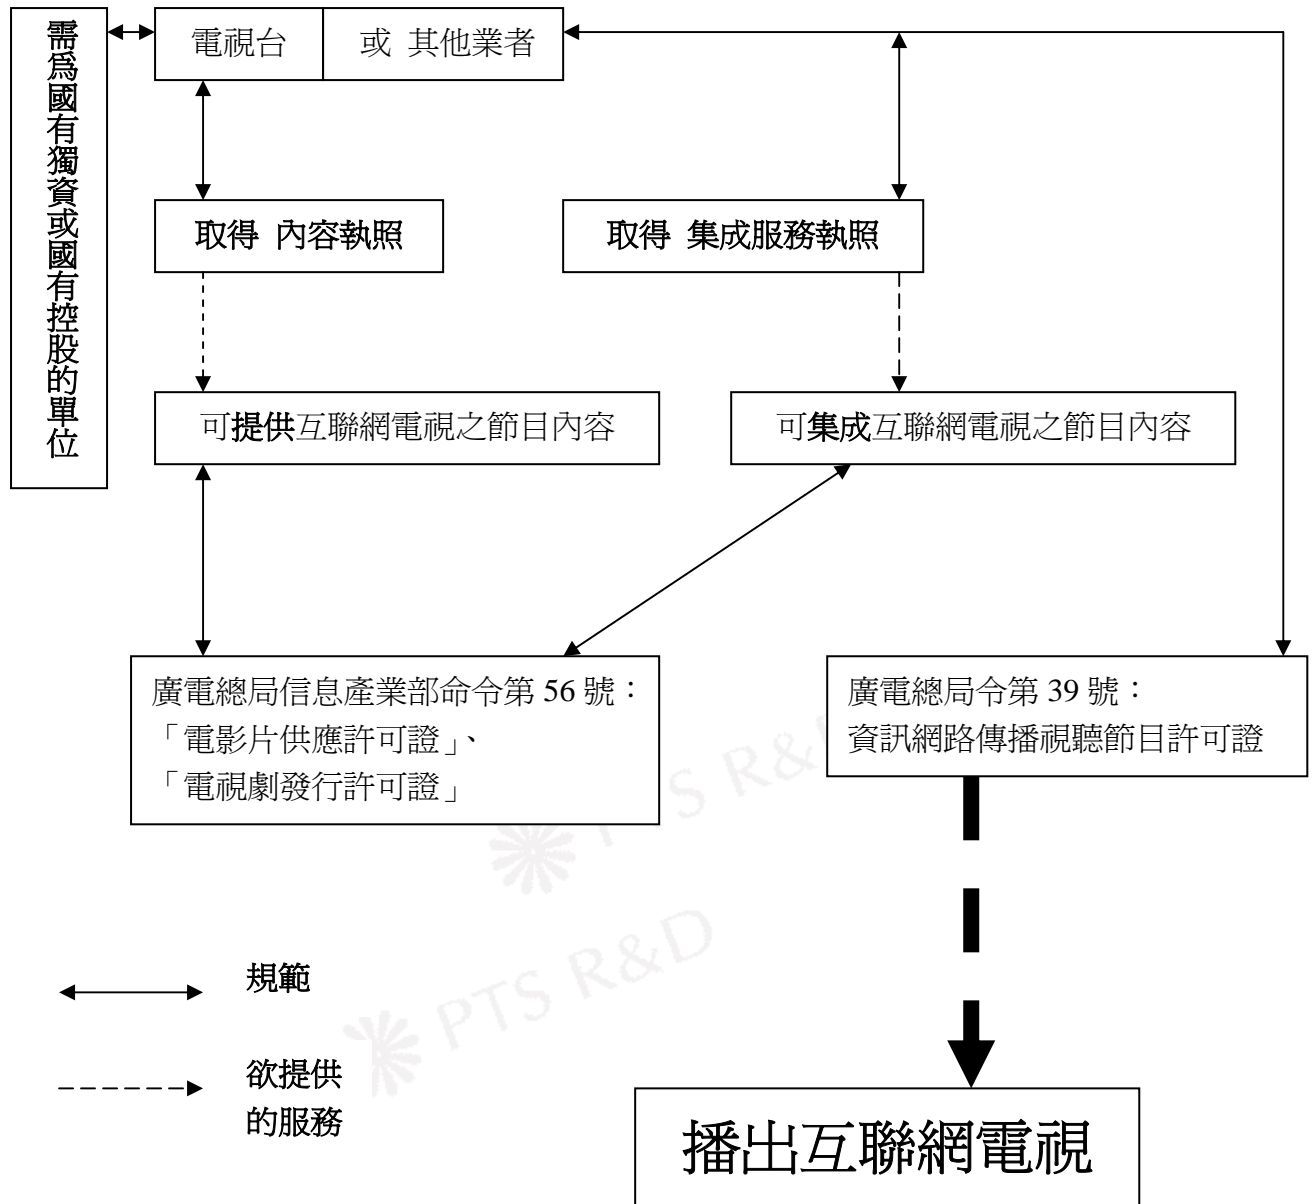 需為國有獨資或國有控股的單位
電視台 或 其他業者
取得 內容執照
取得 集成服務執照
可提供互聯網電視之節目內容
可集成互聯網電視之節目內容
廣電總局信息產業部命令第 56 號：
「電影片供應許可證」、
「電視劇發行許可證」
廣電總局令第 39 號：
資訊網路傳播視聽節目許可證
PTS R&D
PTS R&D
規範
欲提供
的服務
播出互聯網電視